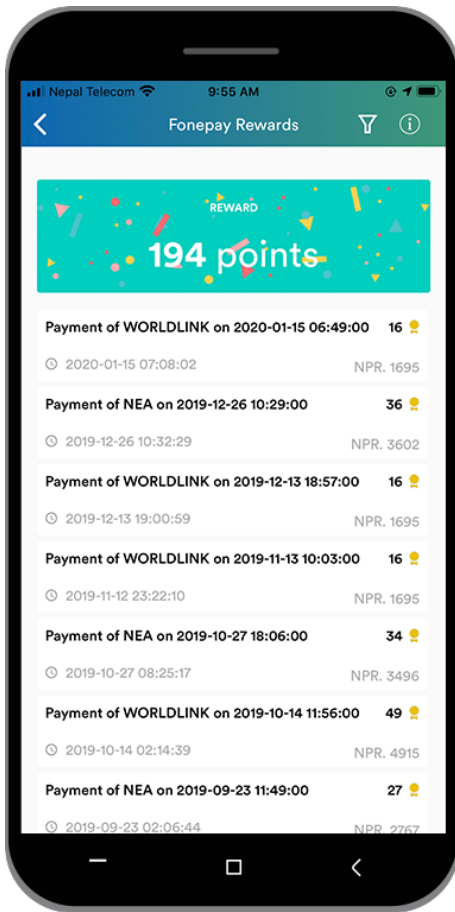 Nepal Telecom 9:55 AM
Fonepay Rewards
REWARD
194 points
Payment of WORLDLINK on 2020-01-15 06:49:00 16
2020-01-15 07:08:02 NPR. 1695
Payment of NEA on 2019-12-26 10:29:00 36
2019-12-26 10:32:29 NPR. 3602
Payment of WORLDLINK on 2019-12-13 18:57:00 16
2019-12-13 19:00:59 NPR. 1695
Payment of WORLDLINK on 2019-11-13 10:03:00 16
2019-11-12 23:22:10 NPR. 1695
Payment of NEA on 2019-10-27 18:06:00 34
2019-10-27 08:25:17 NPR. 3496
Payment of WORLDLINK on 2019-10-14 11:56:00 49
2019-10-14 02:14:39 NPR. 4915
Payment of NEA on 2019-09-23 11:49:00 27
2019-09-23 02:06:44 NPR. 2767